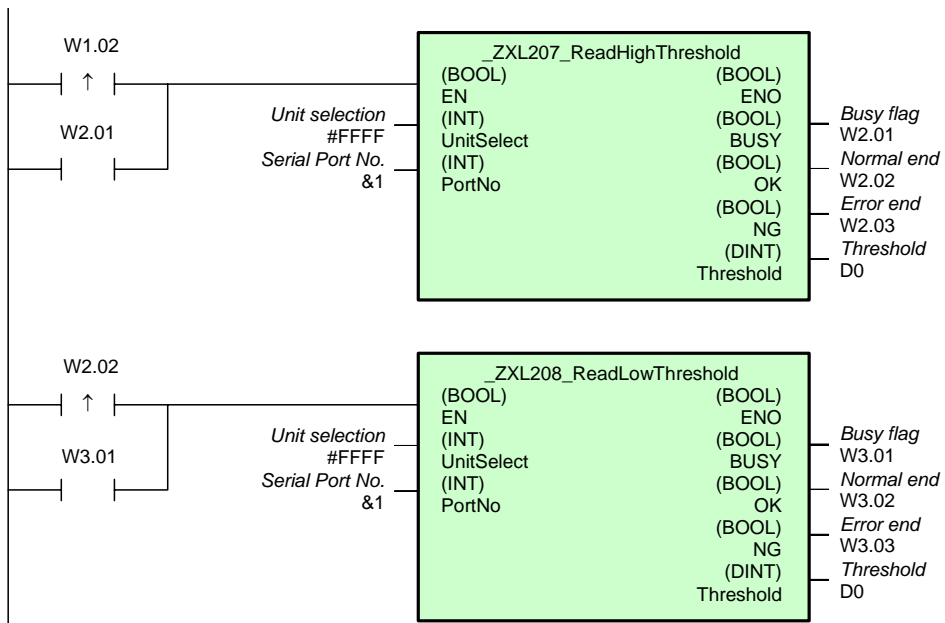 W1.02
↑
W2.01
Unit selection
#FFFF
Serial Port No.
&1
_ZXL207_ReadHighThreshold
(BOOL) (BOOL)
EN ENO
(INT) (BOOL)
UnitSelect BUSY
(INT) (BOOL)
PortNo OK
(BOOL)
NG
(DINT)
Threshold
Busy flag
W2.01
Normal end
W2.02
Error end
W2.03
Threshold
D0
W2.02
↑
W3.01
Unit selection
#FFFF
Serial Port No.
&1
_ZXL208_ReadLowThreshold
(BOOL) (BOOL)
EN ENO
(INT) (BOOL)
UnitSelect BUSY
(INT) (BOOL)
PortNo OK
(BOOL)
NG
(DINT)
Threshold
Busy flag
W3.01
Normal end
W3.02
Error end
W3.03
Threshold
D0